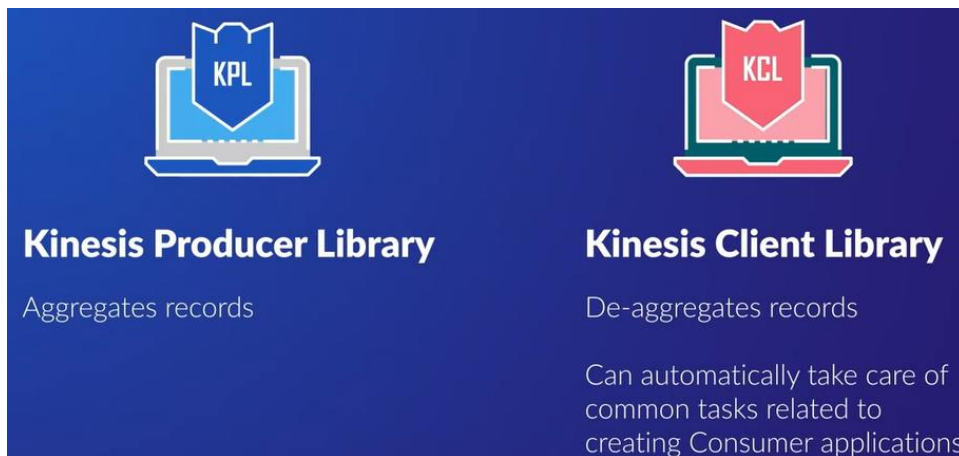 KPL
Kinesis Producer Library
Aggregates records
KCL
Kinesis Client Library
De-aggregates records
Can automatically take care of
common tasks related to
creating Consumer applications